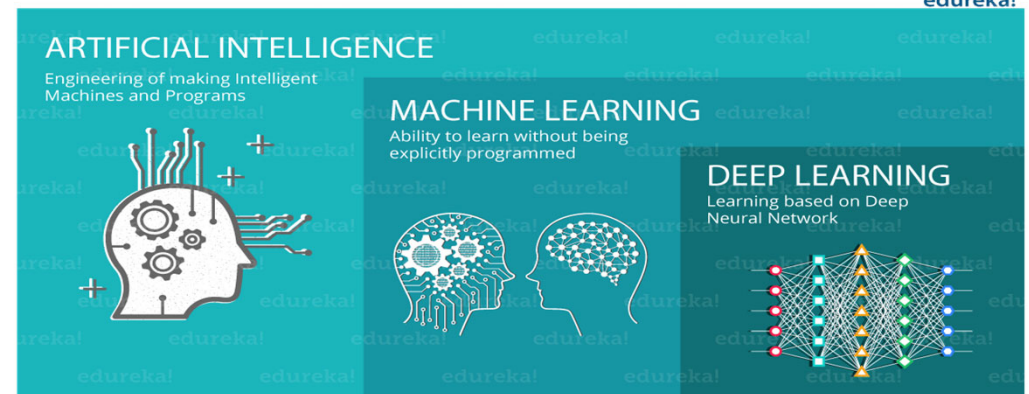 edureka!
ARTIFICIAL INTELLIGENCE
Engineering of making Intelligent
Machines and Programs
MACHINE LEARNING
Ability to learn without being
explicitly programmed
DEEP LEARNING
Learning based on Deep
Neural Network